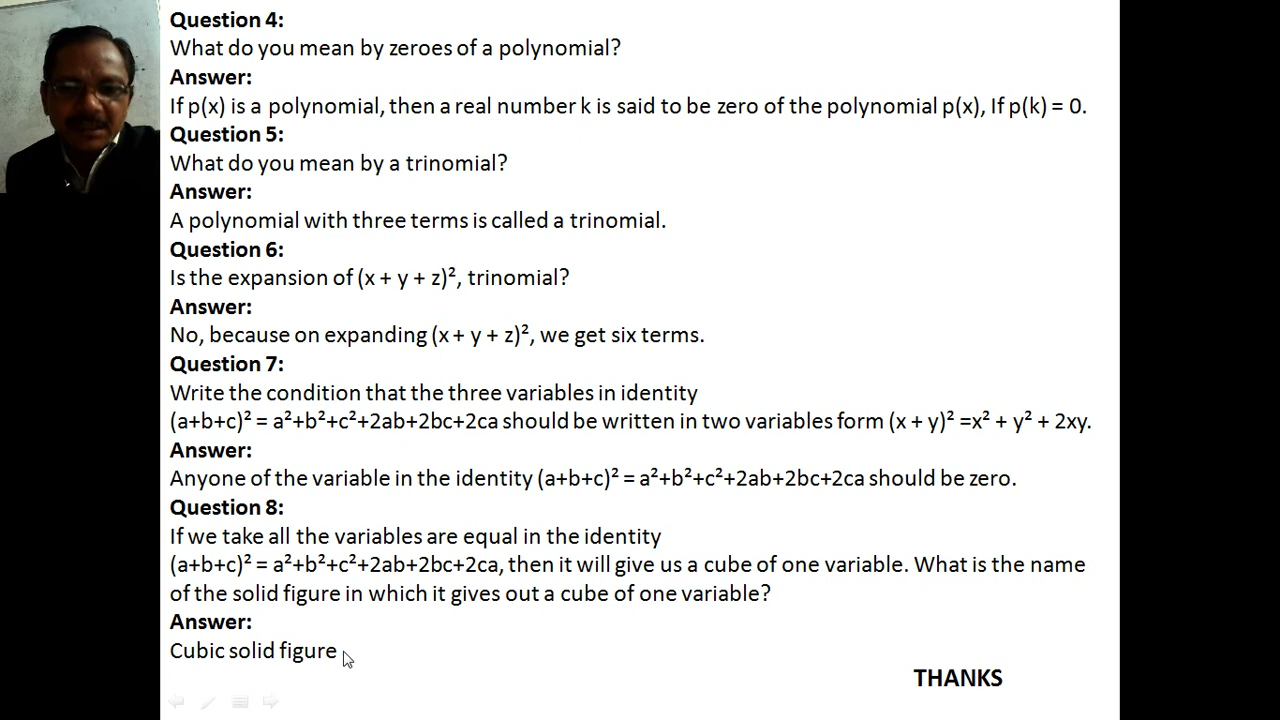 Question 4:
What do you mean by zeroes of a polynomial?
Answer:
If p(x) is a polynomial, then a real number k is said to be zero of the polynomial p(x), If p(k) = 0.
Question 5:
What do you mean by a trinomial?
Answer:
A polynomial with three terms is called a trinomial.
Question 6:
Is the expansion of (x + y + z)², trinomial?
Answer:
No, because on expanding (x + y + z)², we get six terms.
Question 7:
Write the condition that the three variables in identity
(a+b+c)² = a²+b²+c²+2ab+2bc+2ca should be written in two variables form (x + y)² =x² + y² + 2xy.
Answer:
Anyone of the variable in the identity (a+b+c)² = a²+b²+c²+2ab+2bc+2ca should be zero.
Question 8:
If we take all the variables are equal in the identity
(a+b+c)² = a²+b²+c²+2ab+2bc+2ca, then it will give us a cube of one variable. What is the name
of the solid figure in which it gives out a cube of one variable?
Answer:
Cubic solid figure
THANKS